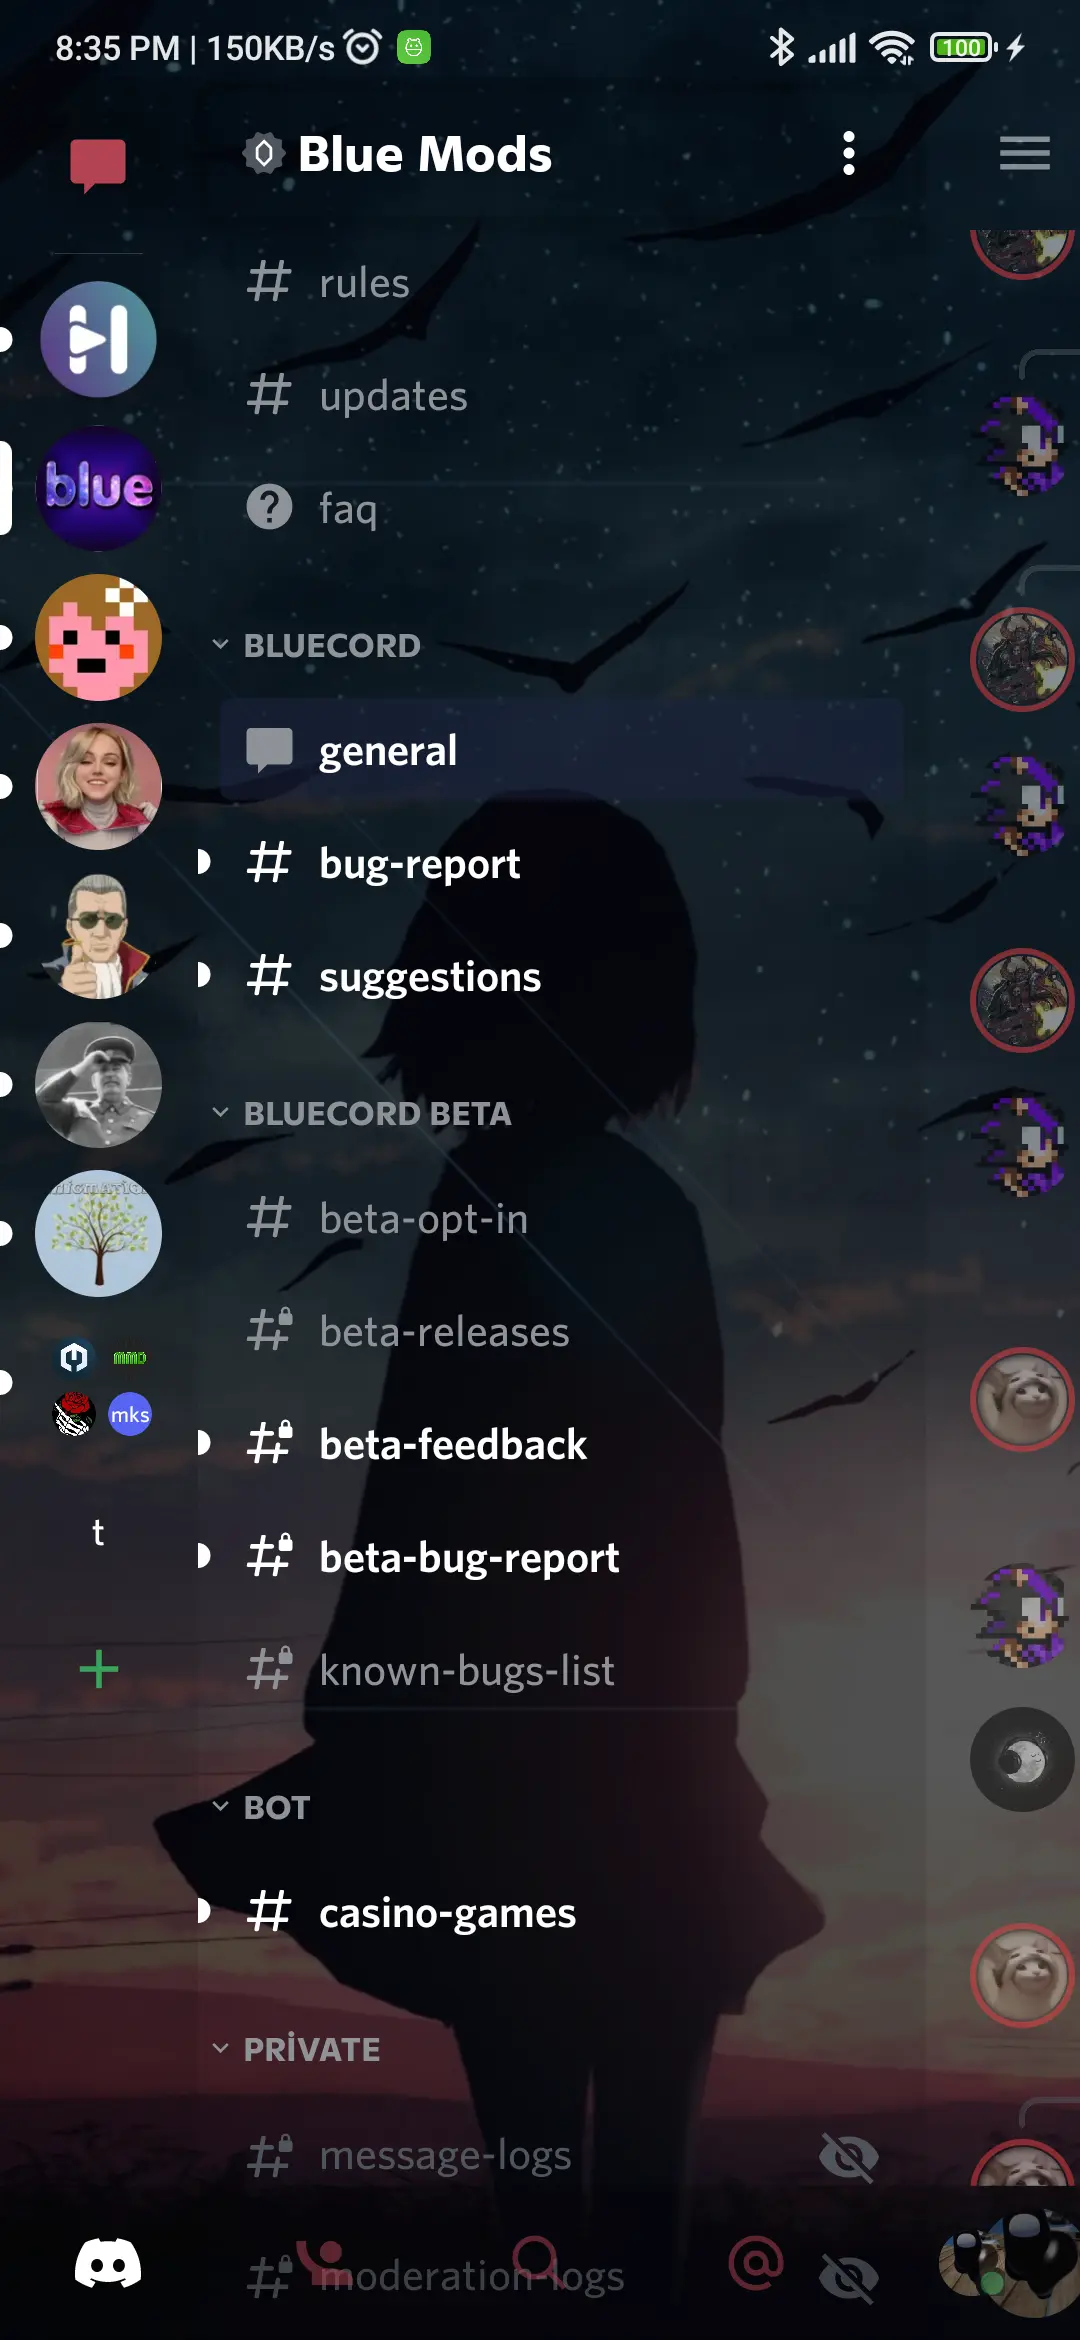 8:35 PM | 150KB/s
100
Blue Mods
rules
updates
faq
blue
BLUECORD
general
bug-report
suggestions
BLUECORD BETA
beta-opt-in
beta-releases
mmd
mks
beta-feedback
t
beta-bug-report
known-bugs-list
BOT
casino-games
PRİVATE
message-logs
moderation-logs